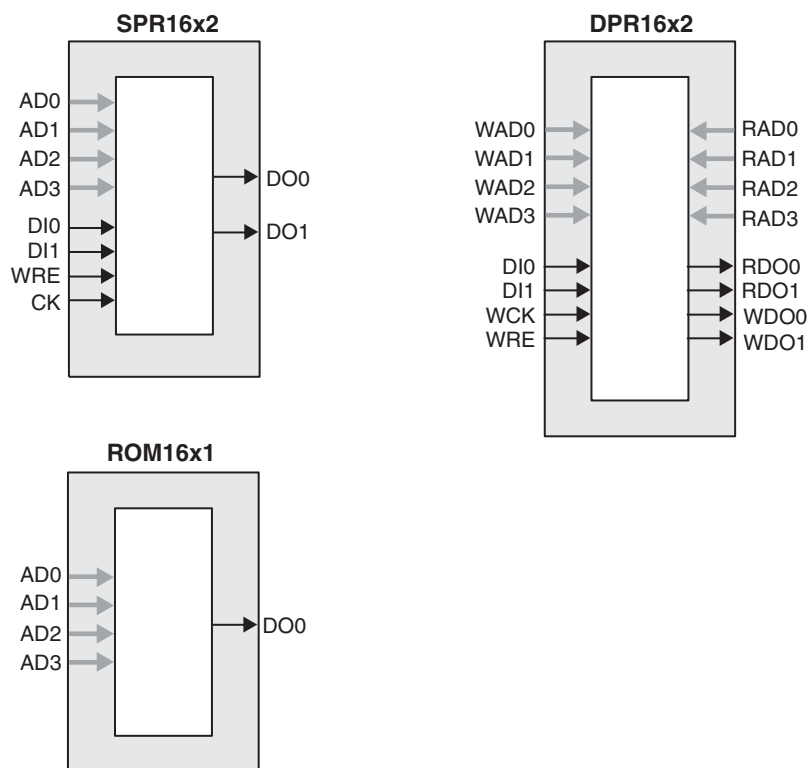 SPR16x2
AD0
AD1
AD2
AD3
DI0
DI1
WRE
CK
DO0
DO1
DPR16x2
WAD0
WAD1
WAD2
WAD3
DI0
DI1
WCK
WRE
RAD0
RAD1
RAD2
RAD3
RDO0
RDO1
WDO0
WDO1
ROM16x1
AD0
AD1
AD2
AD3
DO0